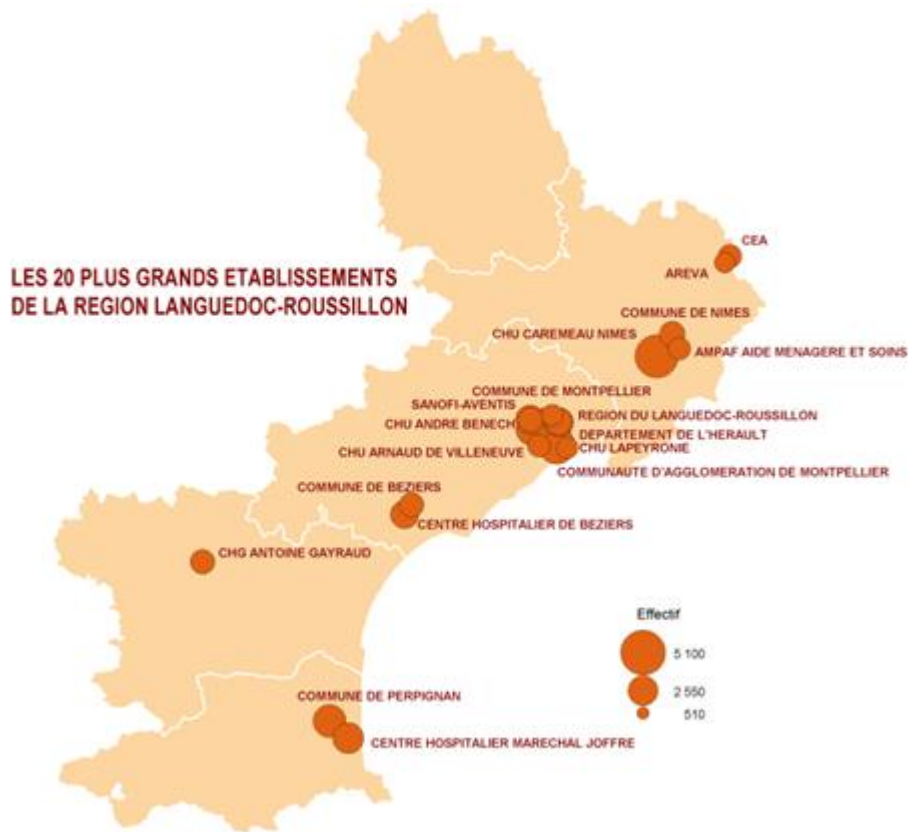 LES 20 PLUS GRANDS ETABLISSEMENTS
DE LA REGION LANGUEDOC-ROUSSILLON
CEA
AREVA
COMMUNE DE NIMES
CHU CAREMEAU NIMES
AMPAF AIDE MENAGERE ET SOINS
COMMUNE DE MONTPELLIER
SANOFI-AVENTIS
REGION DU LANGUEDOC-ROUSSILLON
CHU ANDRE BENECH
DEPARTEMENT DE L'HERAULT
CHU ARNAUD DE VILLENEUVE
CHU LAPEYRONIE
COMMUNAUTE D'AGGLOMERATION DE MONTPELLIER
COMMUNE DE BEZIERS
CENTRE HOSPITALIER DE BEZIERS
CHG ANTOINE GAYRAUD
Effectif
5 100
2 550
510
COMMUNE DE PERPIGNAN
CENTRE HOSPITALIER MARECHAL JOFFRE